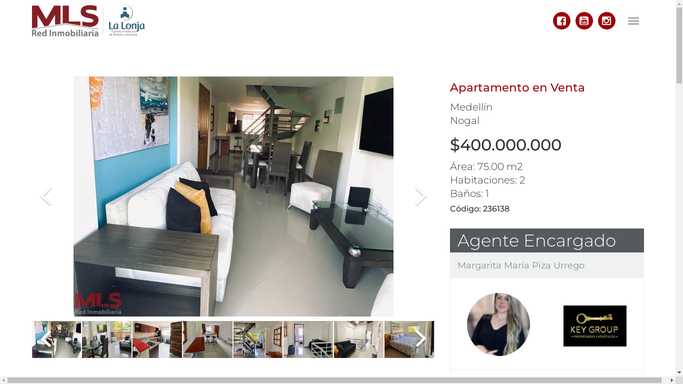 MLS
Red Inmobiliaria
La Lonja
Apartamento en Venta
Medellín
Nogal
$400.000.000
Área: 75.00 m2
Habitaciones: 2
Baños: 1
Código: 236138
Agente Encargado
Margarita María Piza Urrego
MLS
Red Inmobiliaria
KEY GROUP